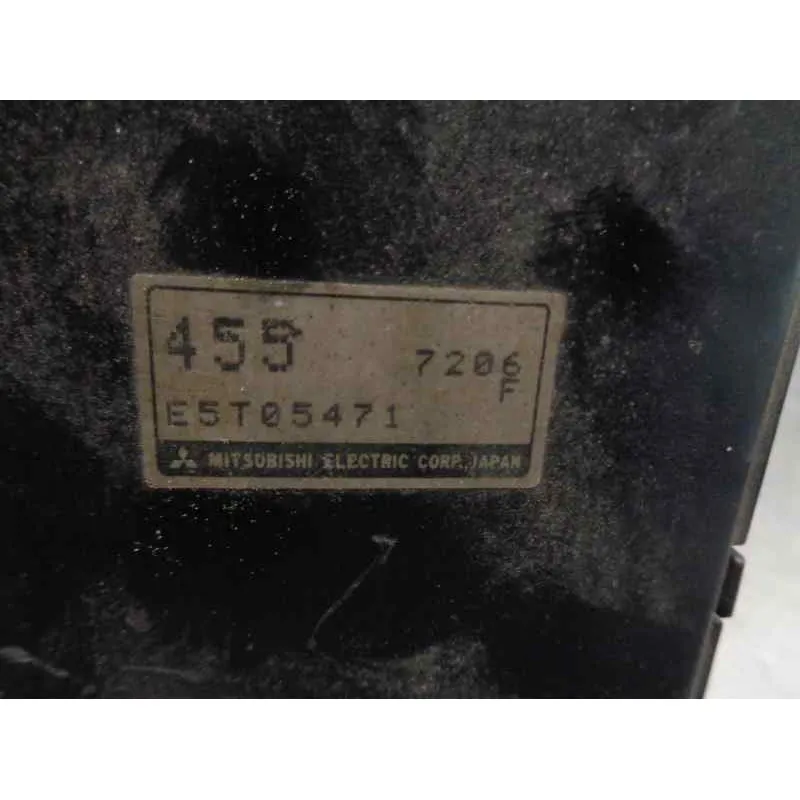 455 7206
F
E5T05471
MITSUBISHI ELECTRIC CORP. JAPAN